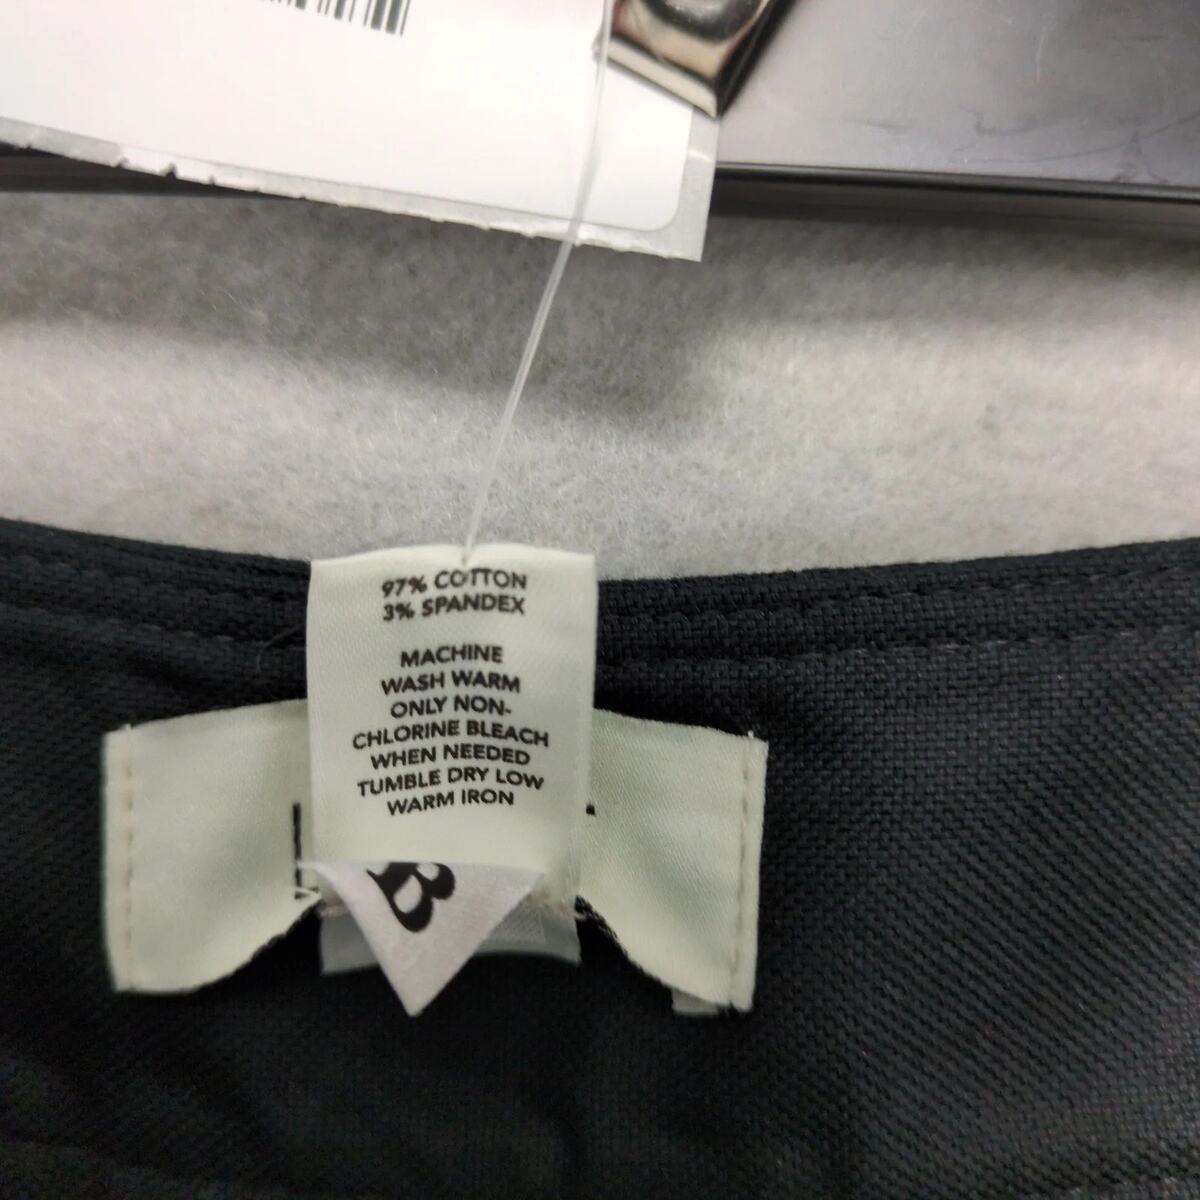 97% COTTON
3% SPANDEX
MACHINE
WASH WARM
ONLY NON-
CHLORINE BLEACH
WHEN NEEDED
TUMBLE DRY LOW
WARM IRON
B